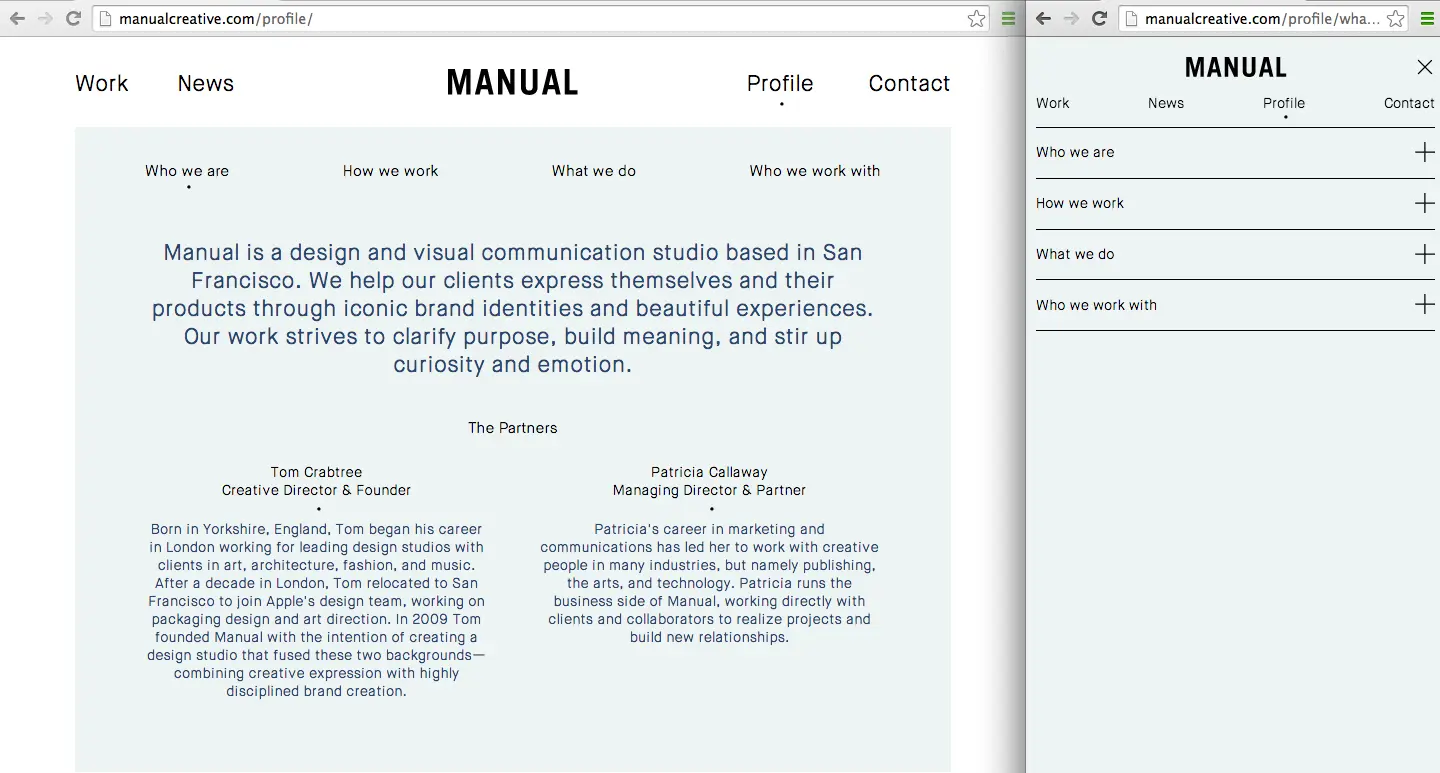 manualcreative.com/profile/
Work News MANUAL Profile Contact
Who we are How we work What we do Who we work with
Manual is a design and visual communication studio based in San
Francisco. We help our clients express themselves and their
products through iconic brand identities and beautiful experiences.
Our work strives to clarify purpose, build meaning, and stir up
curiosity and emotion.
The Partners
Tom Crabtree
Creative Director & Founder
Born in Yorkshire, England, Tom began his career
in London working for leading design studios with
clients in art, architecture, fashion, and music.
After a decade in London, Tom relocated to San
Francisco to join Apple's design team, working on
packaging design and art direction. In 2009 Tom
founded Manual with the intention of creating a
design studio that fused these two backgrounds—
combining creative expression with highly
disciplined brand creation.
Patricia Callaway
Managing Director & Partner
Patricia's career in marketing and
communications has led her to work with creative
people in many industries, but namely publishing,
the arts, and technology. Patricia runs the
business side of Manual, working directly with
clients and collaborators to realize projects and
build new relationships.
manualcreative.com/profile/wha...
MANUAL
Work News Profile Contact
Who we are
How we work
What we do
Who we work with